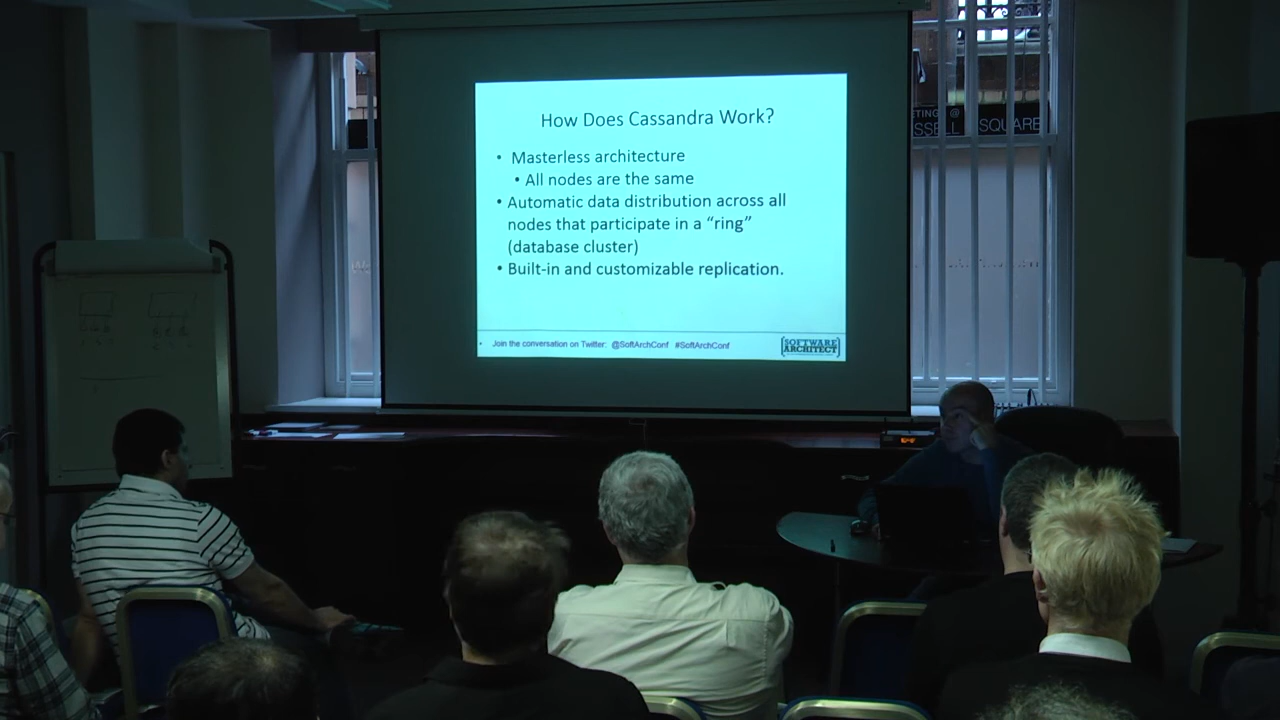 How Does Cassandra Work?
• Masterless architecture
• All nodes are the same
• Automatic data distribution across all
nodes that participate in a “ring”
(database cluster)
• Built-in and customizable replication.
Join the conversation on Twitter: @SoftArchConf #SoftArchConf
[SOFTWARE
ARCHITECT]
ETING @
SSELL SQUARE